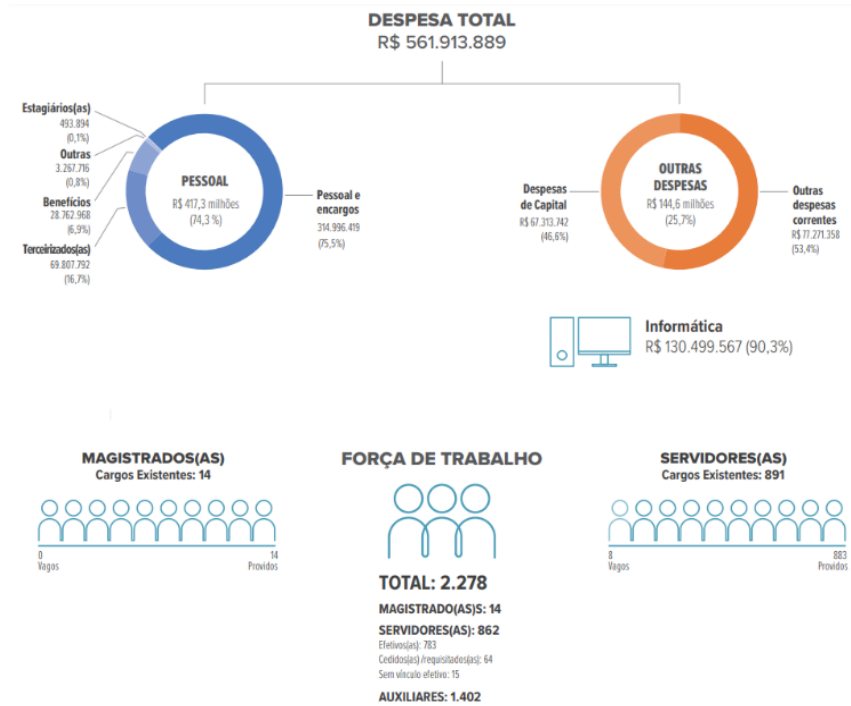 DESPESA TOTAL
R$ 561.913.889
Estagiários(as)
493.894
(0,1%)
Outras
3.267.716
(0,8%)
Benefícios
28.762.968
(6,9%)
Terceirizados(as)
69.807.792
(16,7%)
PESSOAL
R$ 417,3 milhões
(74,3 %)
Pessoal e
encargos
314.996.419
(75,5%)
Despesas
de Capital
R$ 67.313.742
(46,6%)
OUTRAS
DESPESAS
R$ 144,6 milhões
(25,7%)
Outras
despesas
correntes
R$ 77.271.358
(53,4%)
Informática
R$ 130.499.567 (90,3%)
MAGISTRADOS(AS)
Cargos Existentes: 14
0
Vagos
14
Providos
FORÇA DE TRABALHO
TOTAL: 2.278
MAGISTRADO(AS)S: 14
SERVIDORES(AS): 862
Efetivos(as): 783
Cedidos(as)/requisitados(as): 64
Sem vínculo efetivo: 15
AUXILIARES: 1.402
SERVIDORES(AS)
Cargos Existentes: 891
8
Vagos
883
Providos